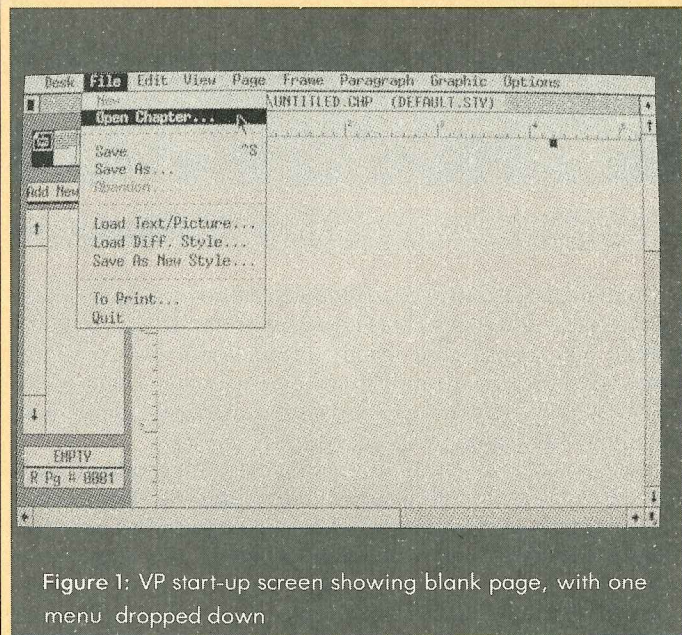 Desk File Edit View Page Frame Paragraph Graphic Options
\UNTITLED.CHP (DEFAULT.STY)
New
Open Chapter...
Save ^S
Save As...
Abandon...
Add New
Load Text/Picture...
Load Diff. Style...
Save As New Style...
To Print...
Quit
EMPTY
R Pg # 0001
Figure 1: VP start-up screen showing blank page, with one
menu dropped down